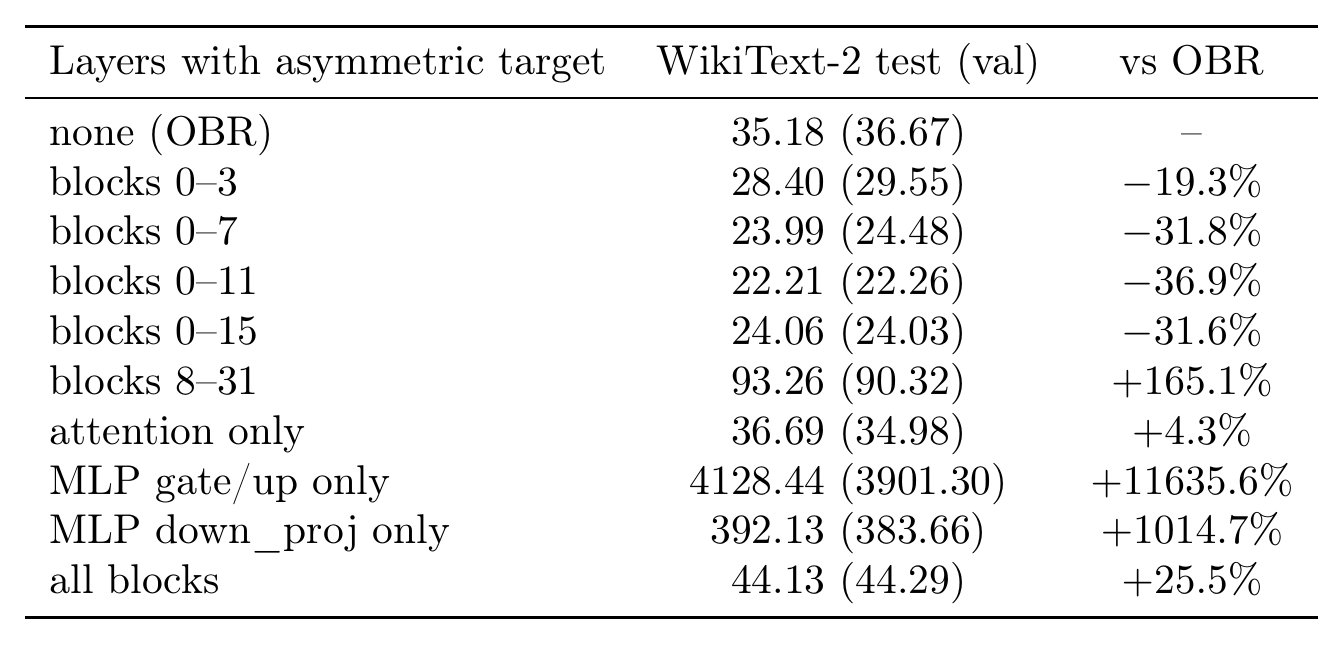 Layers with asymmetric target WikiText-2 test (val) vs OBR
none (OBR) 35.18 (36.67) –
blocks 0–3 28.40 (29.55) −19.3%
blocks 0–7 23.99 (24.48) −31.8%
blocks 0–11 22.21 (22.26) −36.9%
blocks 0–15 24.06 (24.03) −31.6%
blocks 8–31 93.26 (90.32) +165.1%
attention only 36.69 (34.98) +4.3%
MLP gate/up only 4128.44 (3901.30) +11635.6%
MLP down_proj only 392.13 (383.66) +1014.7%
all blocks 44.13 (44.29) +25.5%